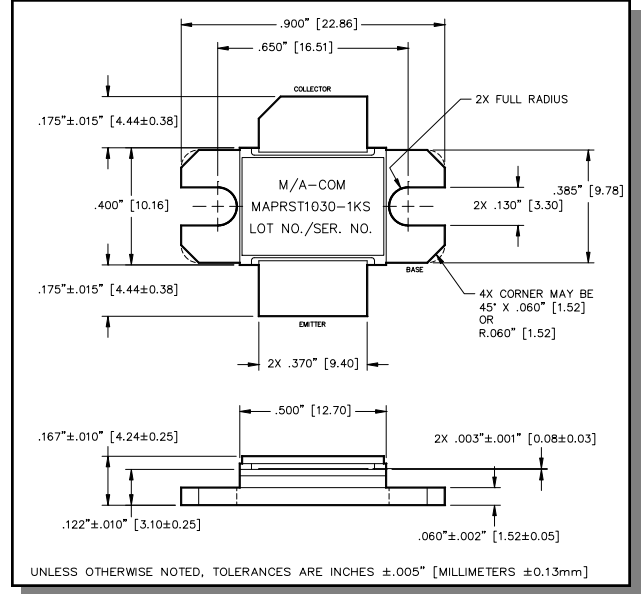 .900" [22.86]
.650" [16.51]
COLLECTOR
2X FULL RADIUS
.175"±.015" [4.44±0.38]
M/A-COM
MAPRST1030-1KS
LOT NO./SER. NO.
.400" [10.16]
.385" [9.78]
2X .130" [3.30]
BASE
.175"±.015" [4.44±0.38]
4X CORNER MAY BE
45° X .060" [1.52]
OR
R.060" [1.52]
EMITTER
2X .370" [9.40]
.500" [12.70]
.167"±.010" [4.24±0.25]
2X .003"±.001" [0.08±0.03]
.122"±.010" [3.10±0.25]
.060"±.002" [1.52±0.05]
UNLESS OTHERWISE NOTED, TOLERANCES ARE INCHES ±.005" [MILLIMETERS ±0.13mm]